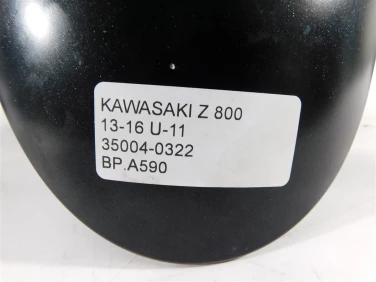 KAWASAKI Z 800
13-16 U-11
35004-0322
BP.A590